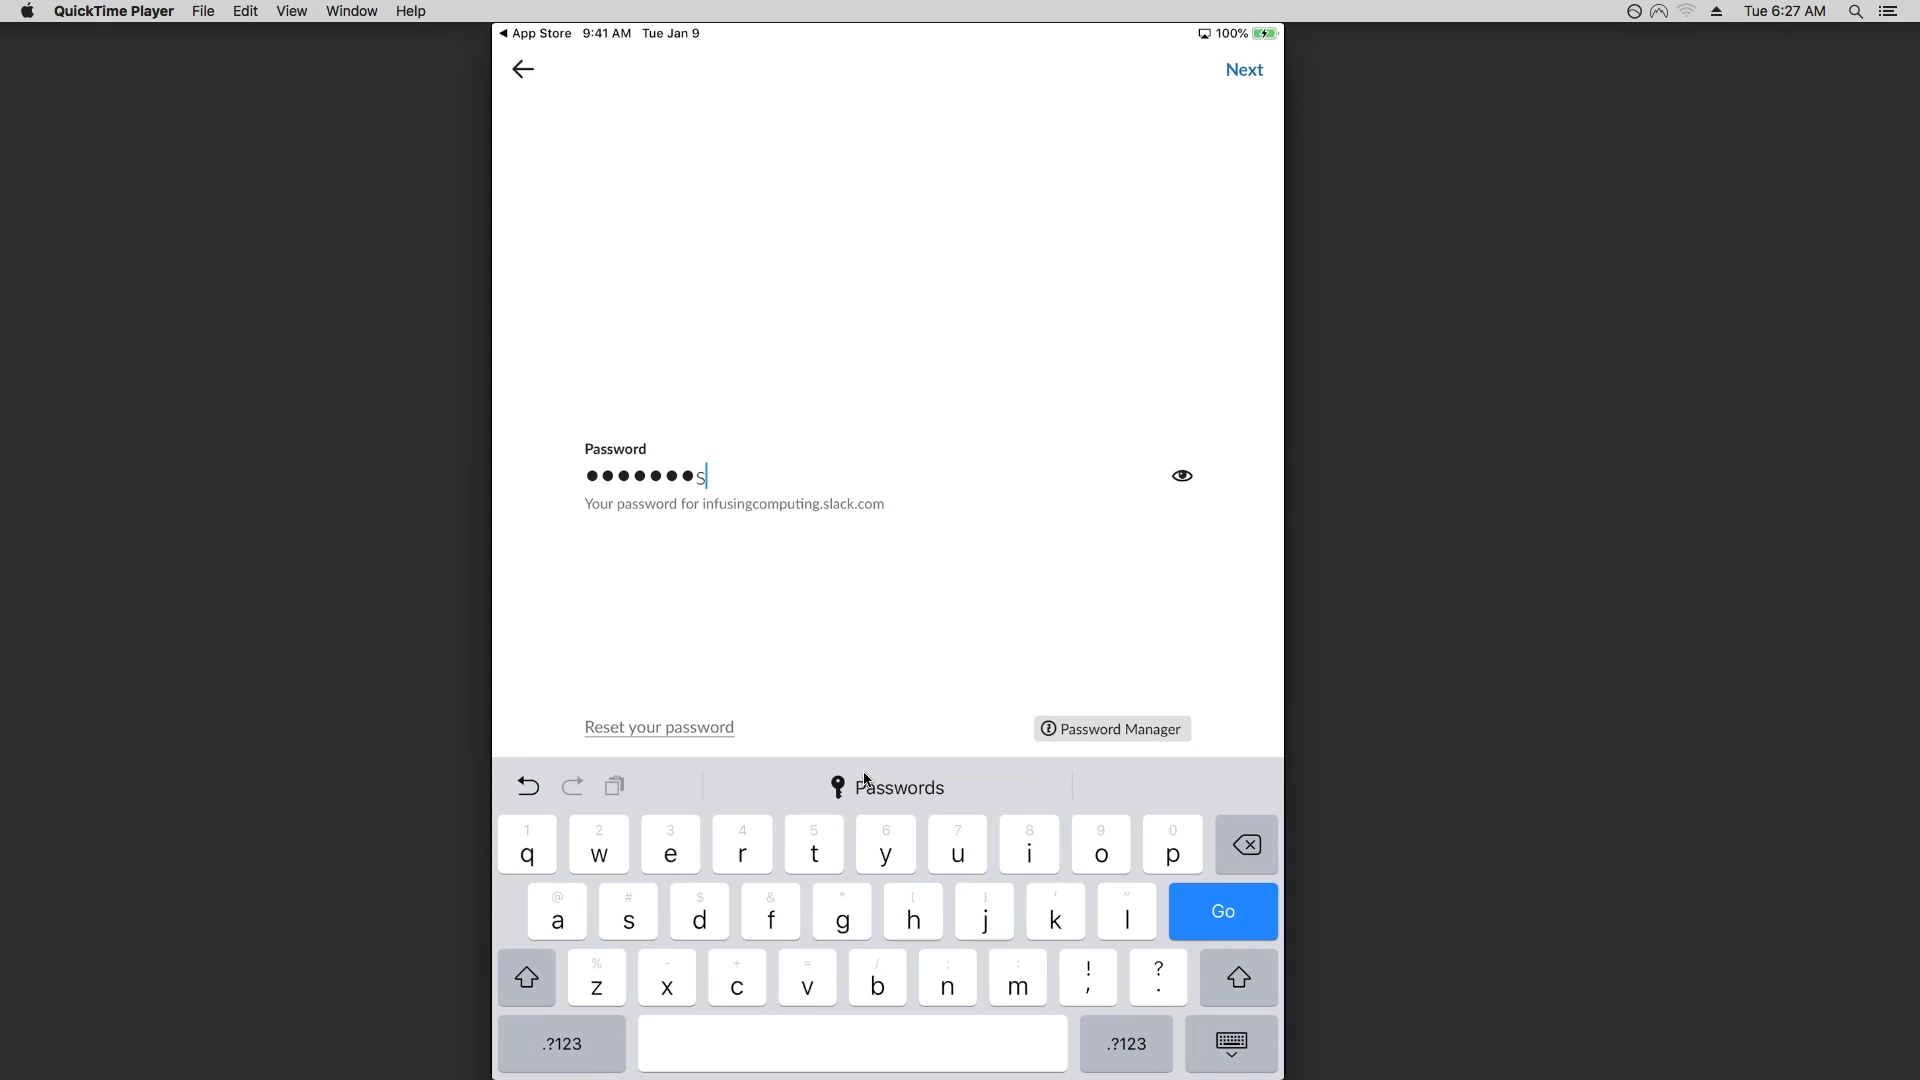 QuickTime Player File Edit View Window Help Tue 6:27 AM
App Store 9:41 AM Tue Jan 9 100%
Next
Password
●●●●●●●s
Your password for infusingcomputing.slack.com
Reset your password
Password Manager
Passwords
1 2 3 4 5 6 7 8 9 0
q w e r t y u i o p
@ # $ & * ( ) ' "
a s d f g h j k l Go
% - + = / ; : ! ?
z x c v b n m , .
.?123 .?123